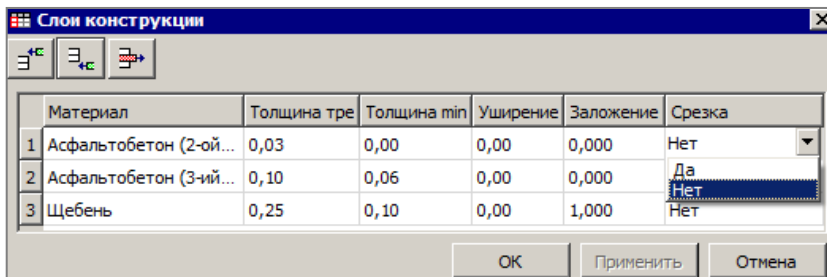 Слои конструкции
Материал Толщина тре Толщина min Уширение Заложение Срезка
1 Асфальтобетон (2-ой... 0,03 0,00 0,00 0,000 Нет
2 Асфальтобетон (3-ий... 0,10 0,06 0,00 0,000 Да
Нет
3 Щебень 0,25 0,10 0,00 1,000 Нет
OK Применить Отмена